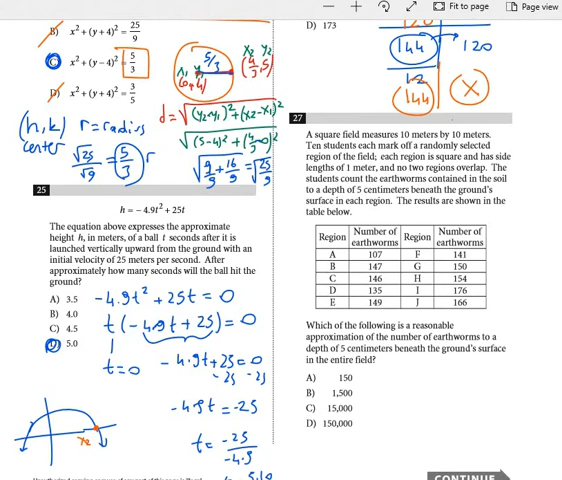 Fit to page
Page view
B) x² + (y + 4)² = 25/9
C) x² + (y − 4)² = 5/3
D) x² + (y + 4)² = 3/5
5/3
x₂ y₂
(4/3, 5)
x₁ y₁
(0, 4)
(h,k) r = radius
center
d = √(y₂-y₁)² + (x₂-x₁)²
√(5-4)² + (4/3-0)²
√9/9 + 16/9 = √25/9
√25/√9 = 5/3 r
25
h = −4.9t² + 25t
The equation above expresses the approximate
height h, in meters, of a ball t seconds after it is
launched vertically upward from the ground with an
initial velocity of 25 meters per second. After
approximately how many seconds will the ball hit the
ground?
A) 3.5
B) 4.0
C) 4.5
D) 5.0
-4.9t² + 25t = 0
t(-4.9t + 25) = 0
t = 0
-4.9t + 25 = 0
-25 -25
-4.9t = -25
t = -25/-4.9
x₂
D) 173
120
144
120
12
144
X
27
A square field measures 10 meters by 10 meters.
Ten students each mark off a randomly selected
region of the field; each region is square and has side
lengths of 1 meter, and no two regions overlap. The
students count the earthworms contained in the soil
to a depth of 5 centimeters beneath the ground's
surface in each region. The results are shown in the
table below.
Region Number of earthworms Region Number of earthworms
A 107 F 141
B 147 G 150
C 146 H 154
D 135 I 176
E 149 J 166
Which of the following is a reasonable
approximation of the number of earthworms to a
depth of 5 centimeters beneath the ground's surface
in the entire field?
A) 150
B) 1,500
C) 15,000
D) 150,000
CONTINUE